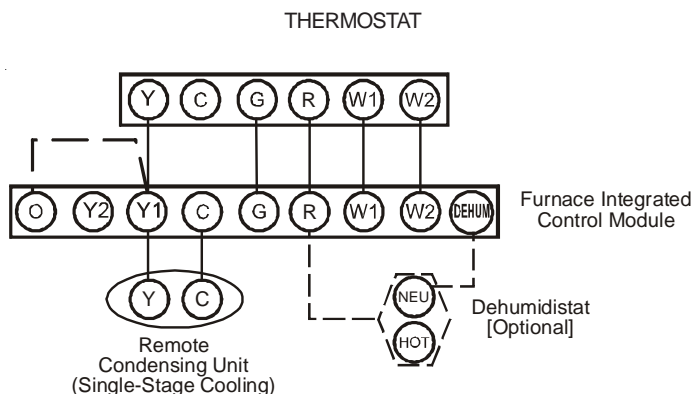 THERMOSTAT
Y C G R W1 W2
O Y2 Y1 C G R W1 W2 DEHUM
Furnace Integrated
Control Module
Y C
NEU
HOT
Dehumidistat
[Optional]
Remote
Condensing Unit
(Single-Stage Cooling)